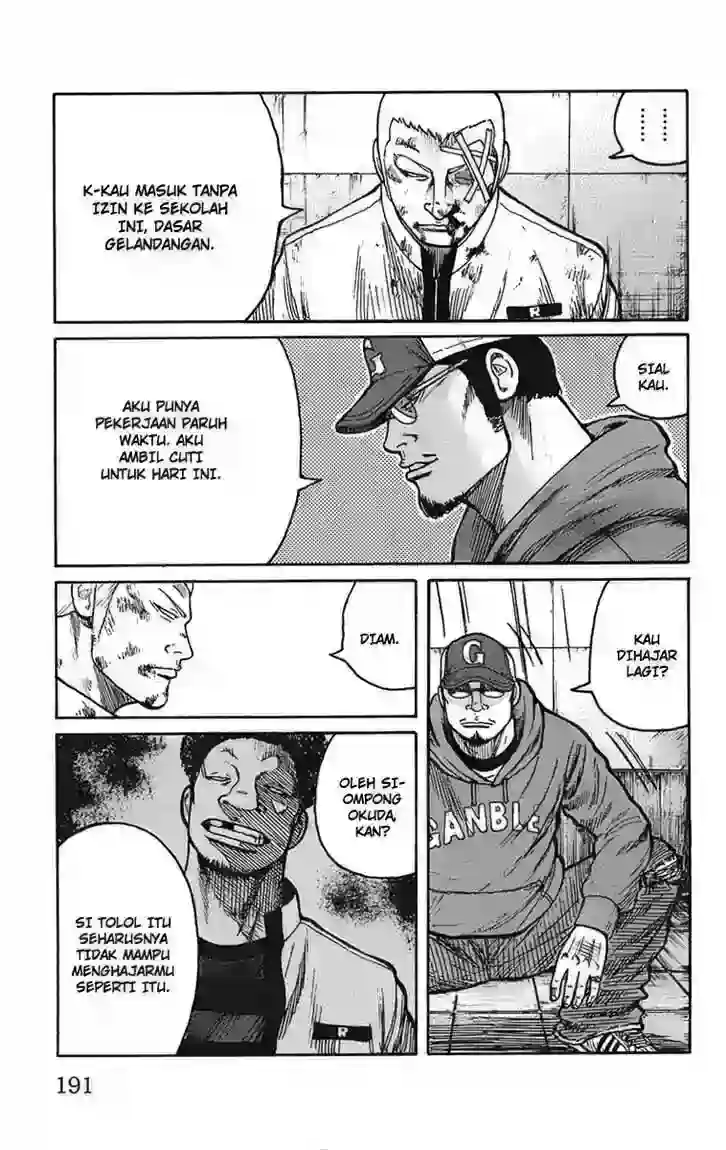 ......
K-KAU MASUK TANPA
IZIN KE SEKOLAH
INI, DASAR
GELANDANGAN.
R
SIAL
KAU.
G
AKU PUNYA
PEKERJAAN PARUH
WAKTU. AKU
AMBIL CUTI
UNTUK HARI INI.
KAU
DIHAJAR
LAGI?
G
DIAM.
OLEH SI-
OMPONG
OKUDA,
KAN?
SI TOLOL ITU
SEHARUSNYA
TIDAK MAMPU
MENGHAJARMU
SEPERTI ITU.
R
191